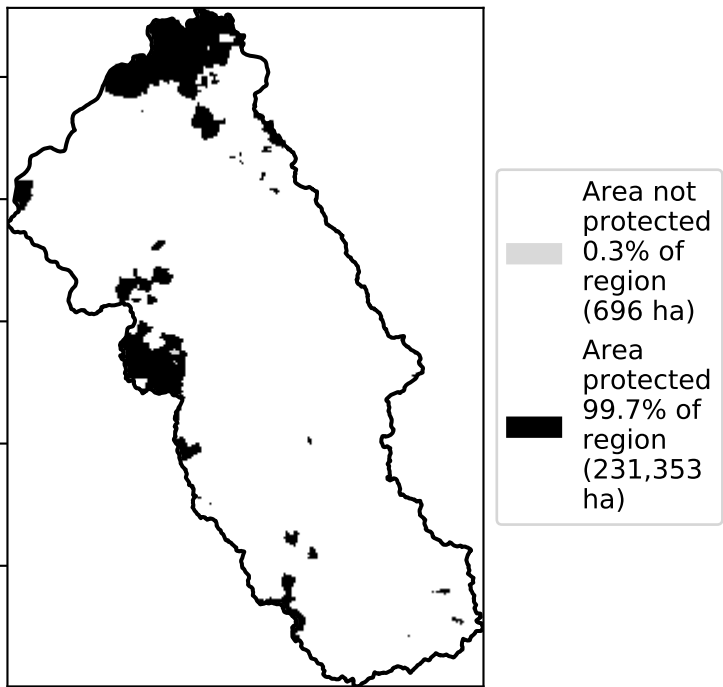 Area not
protected
0.3% of
region
(696 ha)
Area
protected
99.7% of
region
(231,353
ha)